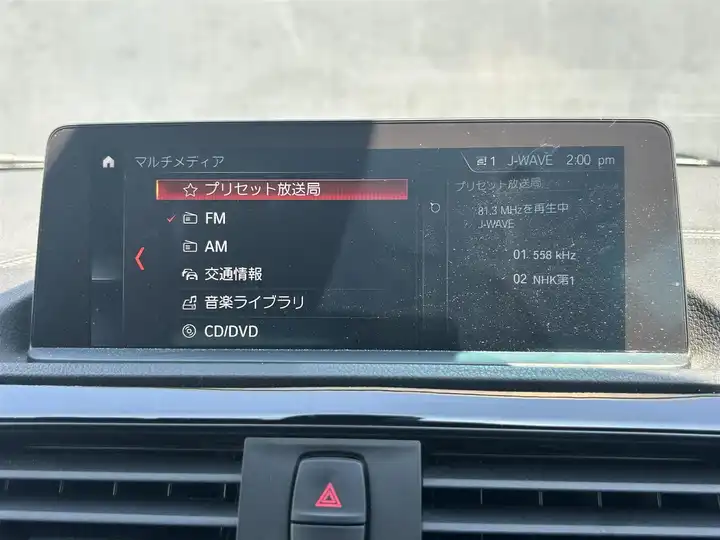 マルチメディア
1 J-WAVE 2:00 pm
プリセット放送局
FM
AM
交通情報
音楽ライブラリ
CD/DVD
プリセット放送局
81.3 MHzを再生中
J-WAVE
01. 558 kHz
02 NHK第1